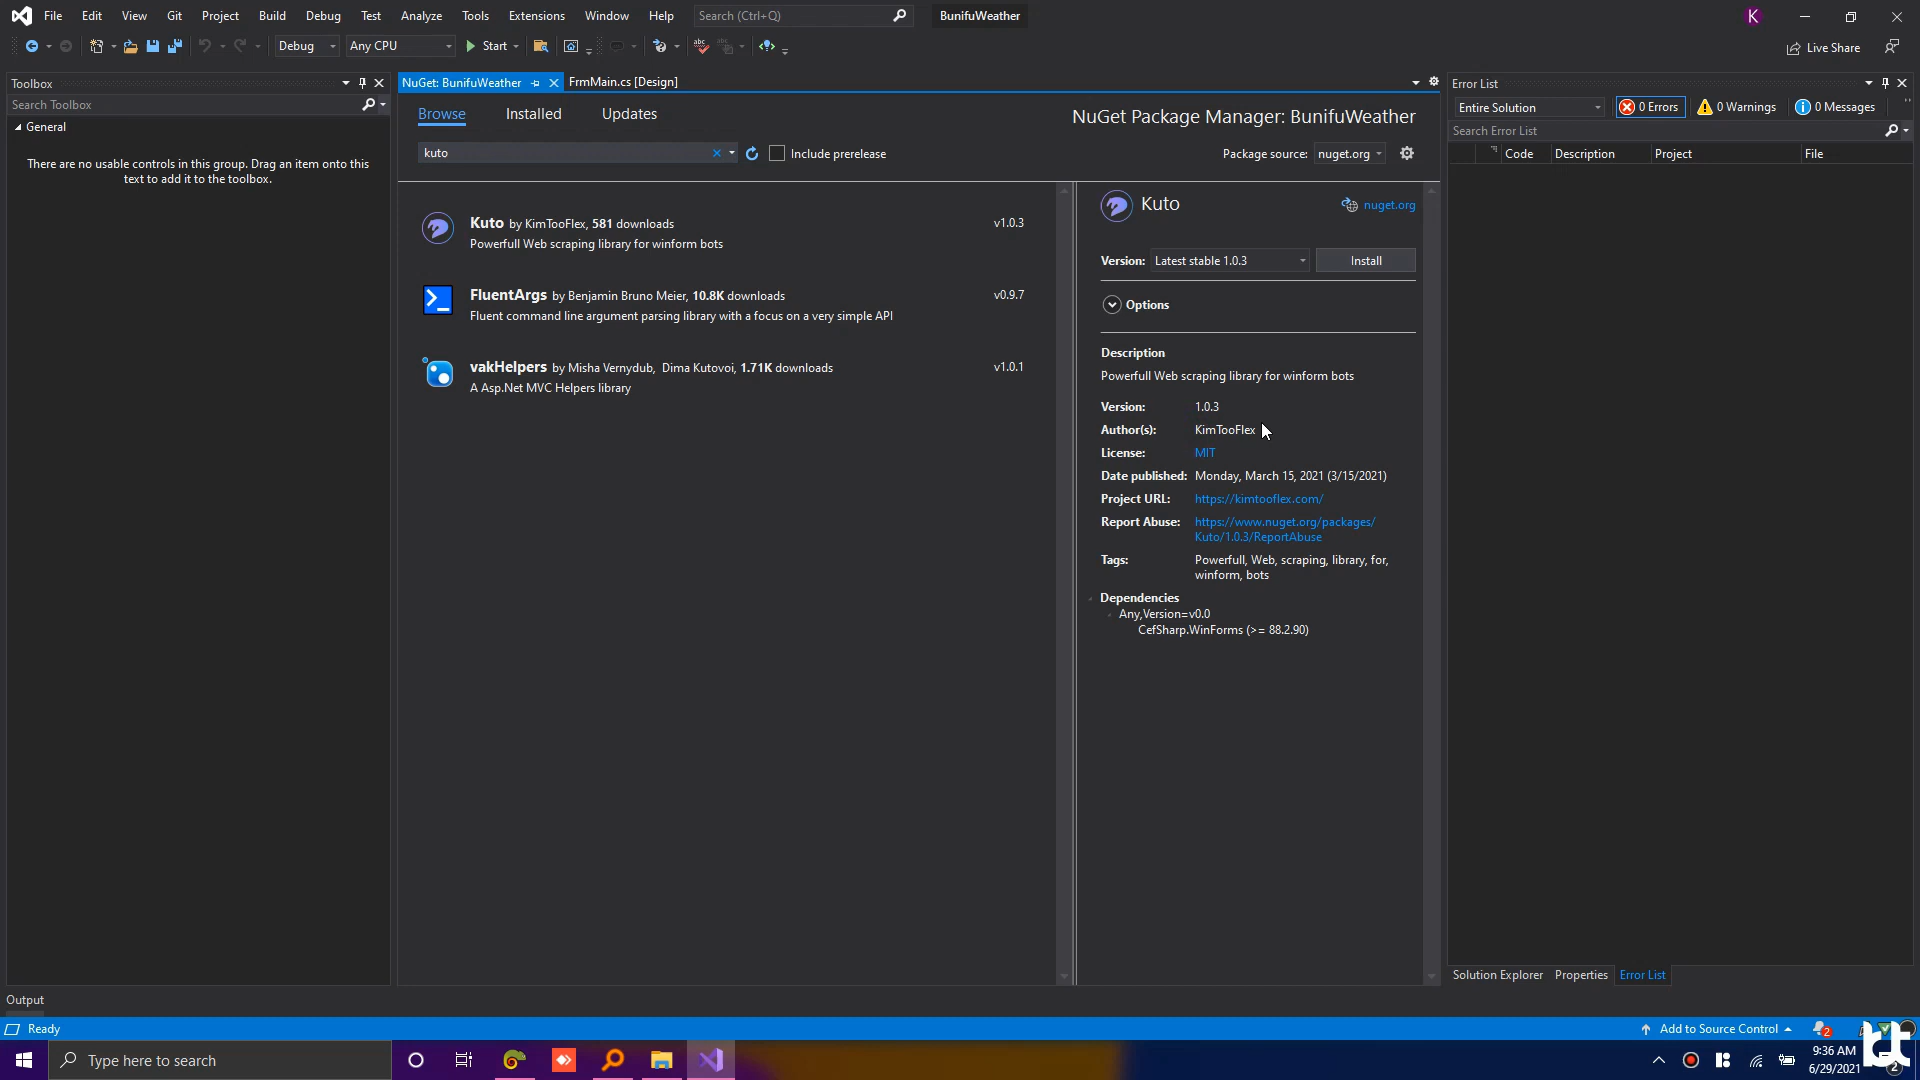 File Edit View Git Project Build Debug Test Analyze Tools Extensions Window Help Search (Ctrl+Q) BunifuWeather K
Debug Any CPU Start Live Share
Toolbox
Search Toolbox
General
There are no usable controls in this group. Drag an item onto this
text to add it to the toolbox.
NuGet: BunifuWeather FrmMain.cs [Design]
Browse Installed Updates
NuGet Package Manager: BunifuWeather
kuto Include prerelease
Package source: nuget.org
Kuto by KimTooFlex, 581 downloads v1.0.3
Powerfull Web scraping library for winform bots
FluentArgs by Benjamin Bruno Meier, 10.8K downloads v0.9.7
Fluent command line argument parsing library with a focus on a very simple API
vakHelpers by Misha Vernydub, Dima Kutovoi, 1.71K downloads v1.0.1
A Asp.Net MVC Helpers library
Kuto nuget.org
Version: Latest stable 1.0.3 Install
Options
Description
Powerfull Web scraping library for winform bots
Version: 1.0.3
Author(s): KimTooFlex
License: MIT
Date published: Monday, March 15, 2021 (3/15/2021)
Project URL: https://kimtooflex.com/
Report Abuse: https://www.nuget.org/packages/
Kuto/1.0.3/ReportAbuse
Tags: Powerfull, Web, scraping, library, for,
winform, bots
Dependencies
Any,Version=v0.0
CefSharp.WinForms (>= 88.2.90)
Error List
Entire Solution 0 Errors 0 Warnings 0 Messages
Search Error List
Code Description Project File
Solution Explorer Properties Error List
Output
Ready Add to Source Control 2
Type here to search
9:36 AM
6/29/2021 2